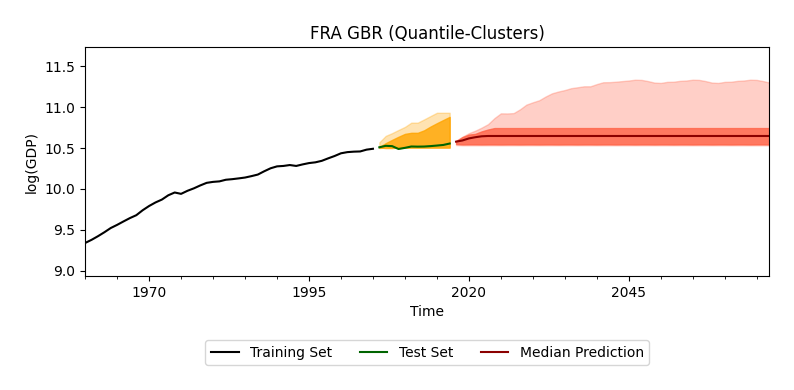 FRA GBR (Quantile-Clusters)
11.5
11.0
10.5
10.0
9.5
9.0
log(GDP)
1970 1995 2020 2045
Time
Training Set Test Set Median Prediction